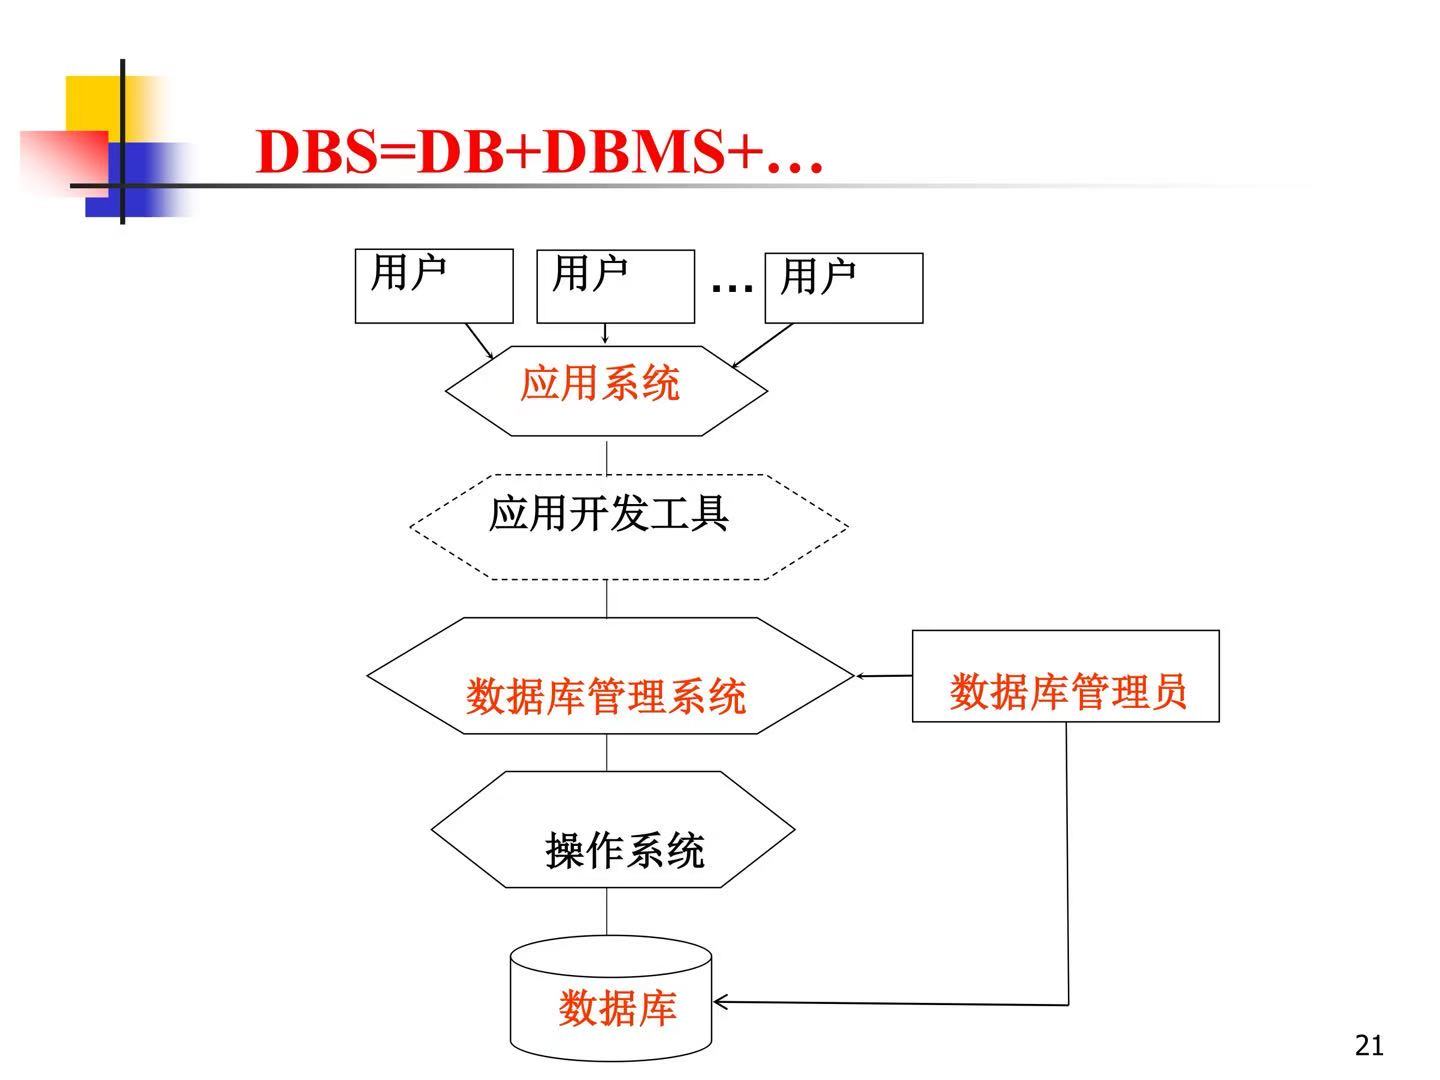 DBS=DB+DBMS+…
用户
用户
…
用户
应用系统
应用开发工具
数据库管理系统
数据库管理员
操作系统
数据库
21